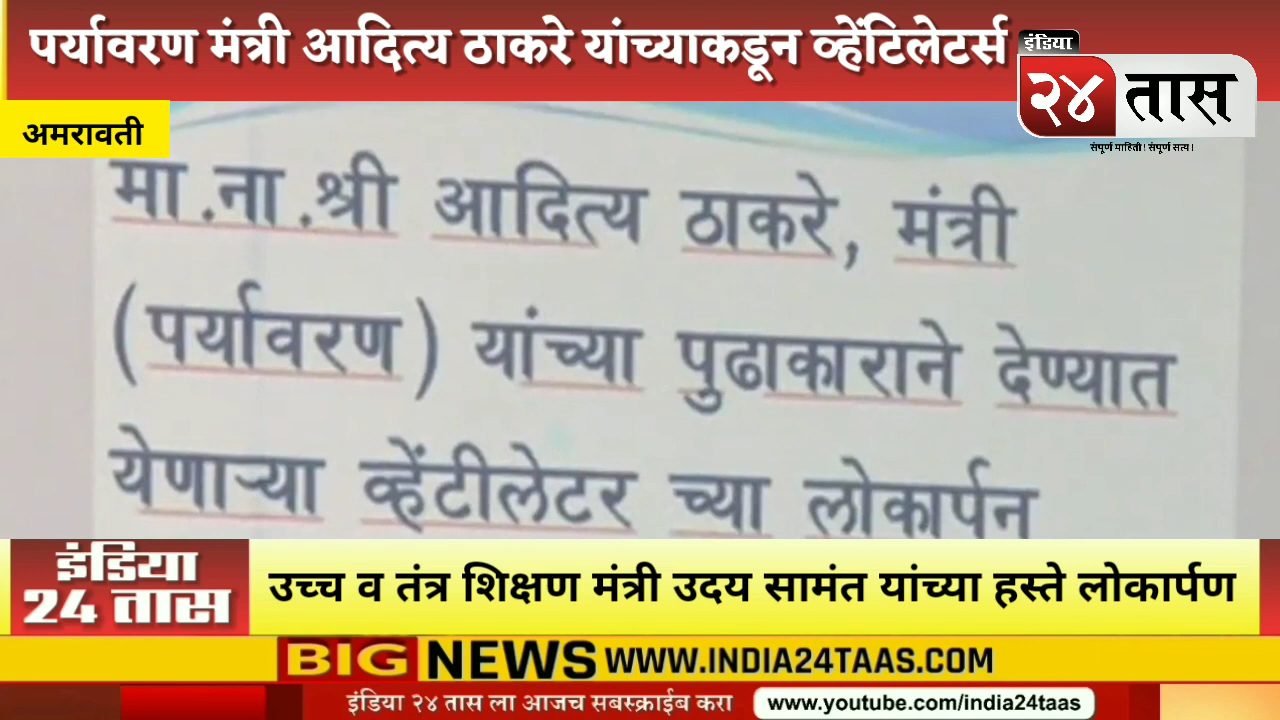 पर्यावरण मंत्री आदित्य ठाकरे यांच्याकडून व्हेंटिलेटर्स
इंडिया
२४ तास
संपूर्ण माहिती! संपूर्ण सत्य!
अमरावती
मा.ना.श्री आदित्य ठाकरे, मंत्री
(पर्यावरण) यांच्या पुढाकाराने देण्यात
येणाऱ्या व्हेंटीलेटर च्या लोकार्पन
इंडिया
24 तास
उच्च व तंत्र शिक्षण मंत्री उदय सामंत यांच्या हस्ते लोकार्पण
BIG NEWS WWW.INDIA24TAAS.COM
इंडिया २४ तास ला आजच सबस्क्राईब करा www.youtube.com/india24taas